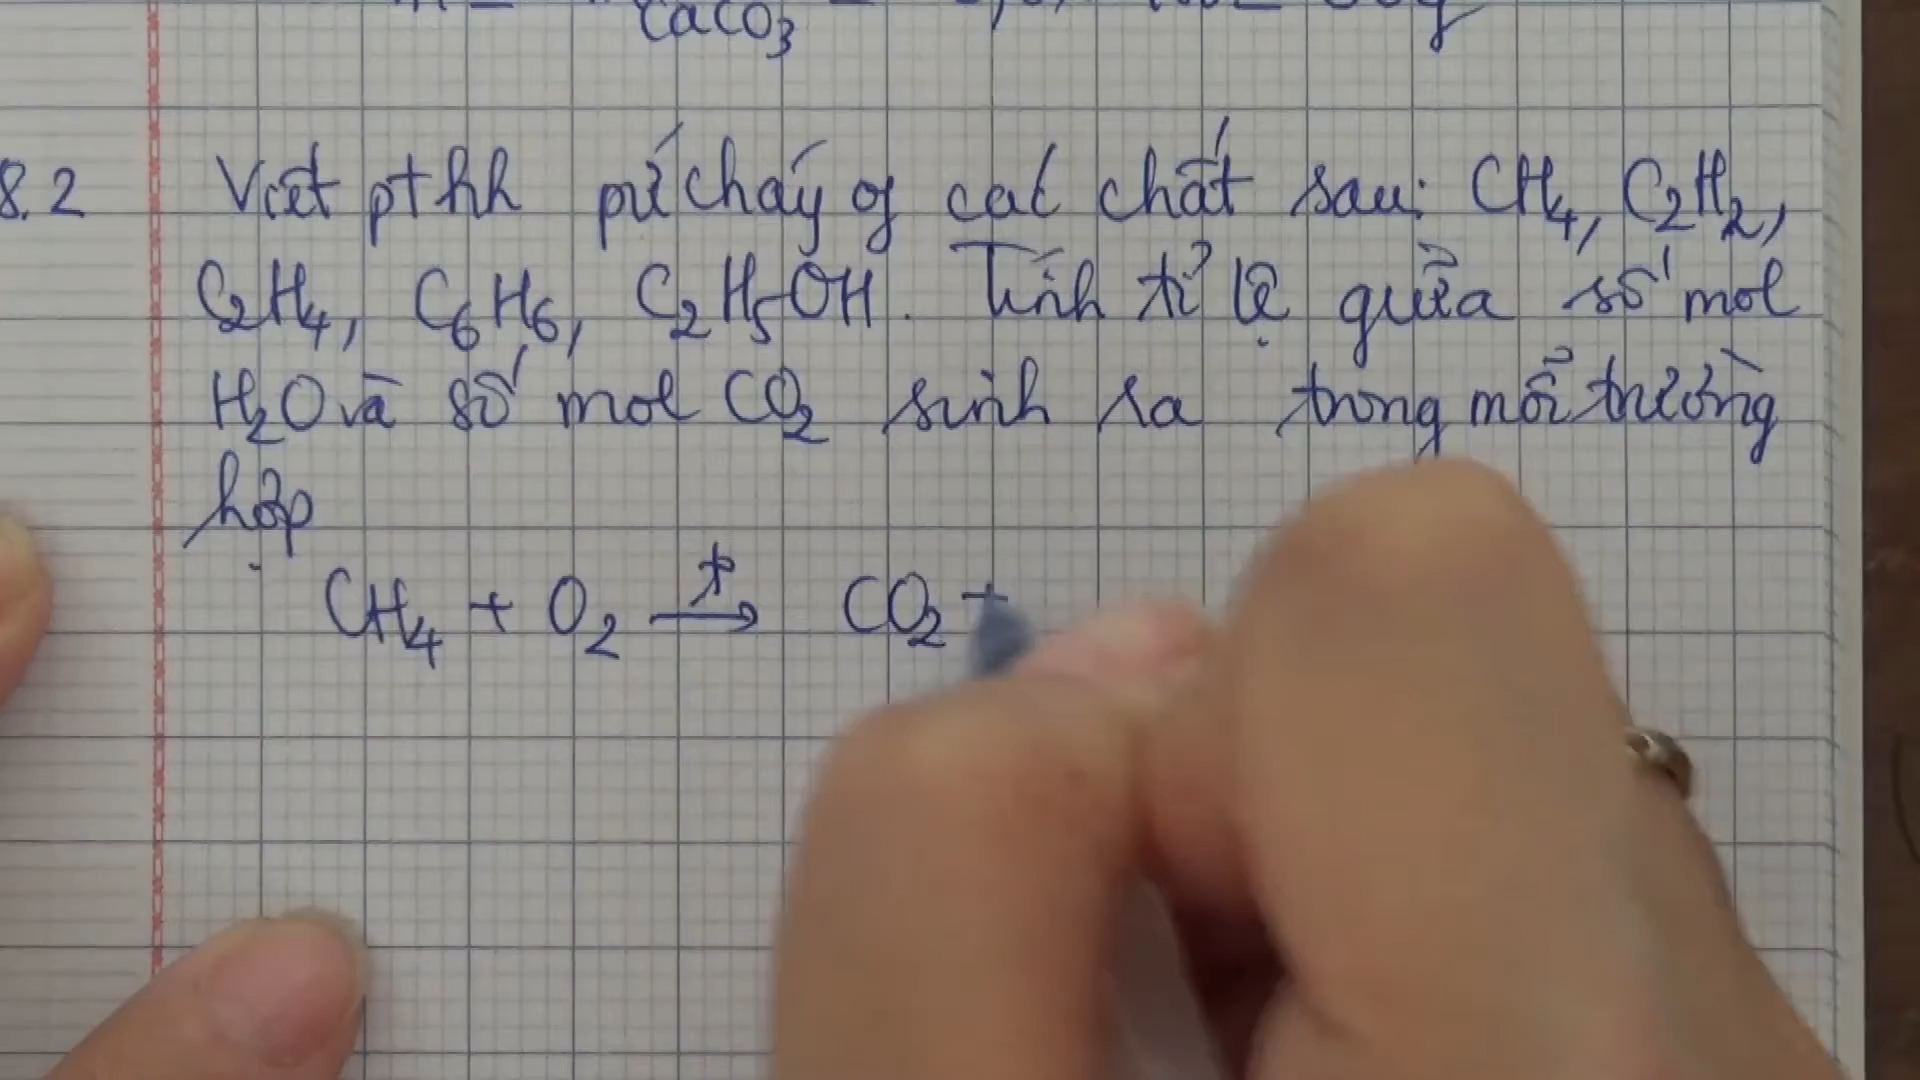 CaCO3
8.2 Viết pthh pứ cháy of các chất sau: CH4, C2H2,
C2H4, C6H6, C2H5OH. Tính tỉ lệ giữa số mol
H2O và số mol CO2 sinh ra trong mỗi trường
hợp
CH4 + O2 t° → CO2 +